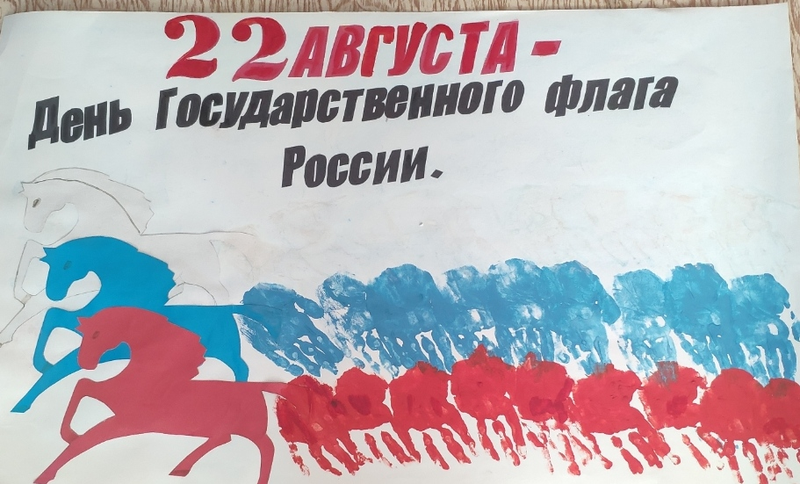 22 АВГУСТА -
День Государственного флага
России.